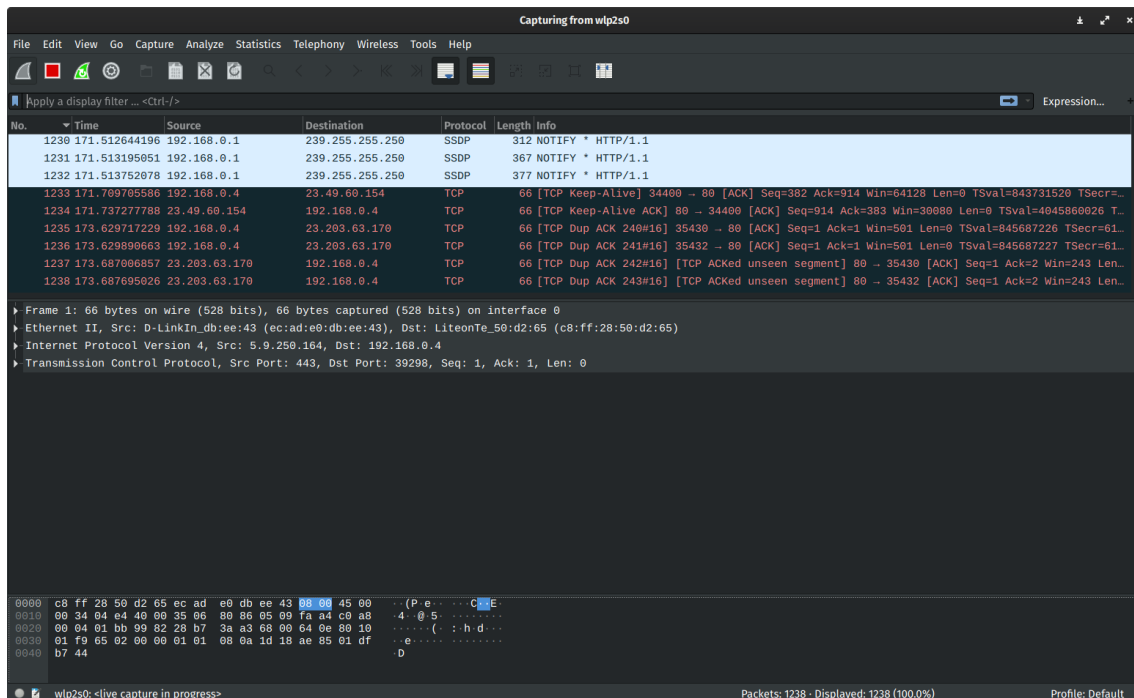 Capturing from wlp2s0
File Edit View Go Capture Analyze Statistics Telephony Wireless Tools Help
Apply a display filter ... <Ctrl-/> Expression... +
No. Time Source Destination Protocol Length Info
1230 171.512644196 192.168.0.1 239.255.255.250 SSDP 312 NOTIFY * HTTP/1.1
1231 171.513195051 192.168.0.1 239.255.255.250 SSDP 367 NOTIFY * HTTP/1.1
1232 171.513752078 192.168.0.1 239.255.255.250 SSDP 377 NOTIFY * HTTP/1.1
1233 171.709705586 192.168.0.4 23.49.60.154 TCP 66 [TCP Keep-Alive] 34400 → 80 [ACK] Seq=382 Ack=914 Win=64128 Len=0 TSval=843731520 TSecr=…
1234 171.737277788 23.49.60.154 192.168.0.4 TCP 66 [TCP Keep-Alive ACK] 80 → 34400 [ACK] Seq=914 Ack=383 Win=30080 Len=0 TSval=4045860026 T…
1235 173.629717229 192.168.0.4 23.203.63.170 TCP 66 [TCP Dup ACK 240#16] 35430 → 80 [ACK] Seq=1 Ack=1 Win=501 Len=0 TSval=845687226 TSecr=61…
1236 173.629890663 192.168.0.4 23.203.63.170 TCP 66 [TCP Dup ACK 241#16] 35432 → 80 [ACK] Seq=1 Ack=1 Win=501 Len=0 TSval=845687227 TSecr=61…
1237 173.687006857 23.203.63.170 192.168.0.4 TCP 66 [TCP Dup ACK 242#16] [TCP ACKed unseen segment] 80 → 35430 [ACK] Seq=1 Ack=2 Win=243 Len…
1238 173.687695026 23.203.63.170 192.168.0.4 TCP 66 [TCP Dup ACK 243#16] [TCP ACKed unseen segment] 80 → 35432 [ACK] Seq=1 Ack=2 Win=243 Len…
Frame 1: 66 bytes on wire (528 bits), 66 bytes captured (528 bits) on interface 0
Ethernet II, Src: D-LinkIn_db:ee:43 (ec:ad:e0:db:ee:43), Dst: LiteonTe_50:d2:65 (c8:ff:28:50:d2:65)
Internet Protocol Version 4, Src: 5.9.250.164, Dst: 192.168.0.4
Transmission Control Protocol, Src Port: 443, Dst Port: 39298, Seq: 1, Ack: 1, Len: 0
0000 c8 ff 28 50 d2 65 ec ad e0 db ee 43 08 00 45 00 ··(P·e·· ···C··E·
0010 00 34 04 e4 40 00 35 06 80 86 05 09 fa a4 c0 a8 ·4··@·5· ········
0020 00 04 01 bb 99 82 28 b7 3a a3 68 00 64 0e 80 10 ······(· :·h·d···
0030 01 f9 65 02 00 00 01 01 08 0a 1d 18 ae 85 01 df ··e····· ········
0040 b7 44 ·D
wlp2s0: <live capture in progress> Packets: 1238 · Displayed: 1238 (100.0%) Profile: Default